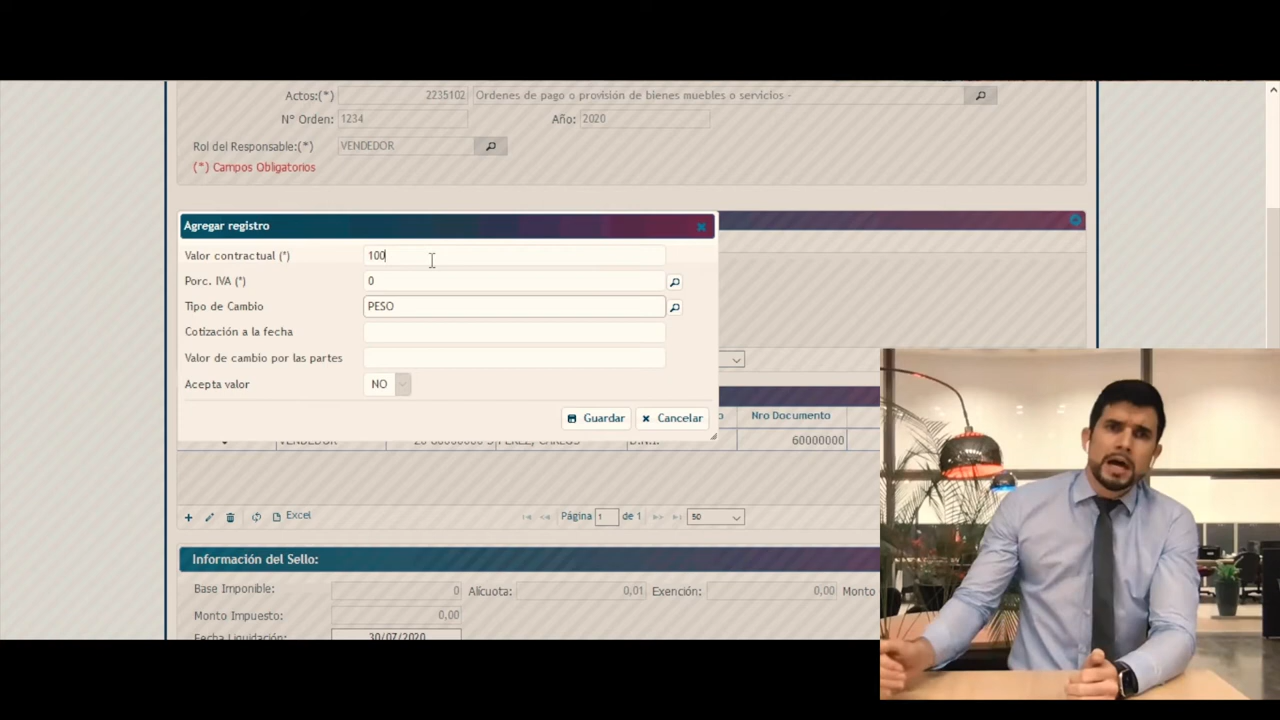 Actos:(*) 2235102 Ordenes de pago o provisión de bienes muebles o servicios -
N° Orden: 1234 Año: 2020
Rol del Responsable:(*) VENDEDOR
(*) Campos Obligatorios
Agregar registro
Valor contractual (*) 100
Porc. IVA (*) 0
Tipo de Cambio PESO
Cotización a la fecha
Valor de cambio por las partes
Acepta valor NO
Guardar Cancelar
Nro Documento
60000000
Excel Página 1 de 1 50
Información del Sello:
Base Imponible: 0 Alícuota: 0,01 Exención: 0,00 Monto
Monto Impuesto: 0,00
Fecha Liquidación: 30/07/2020